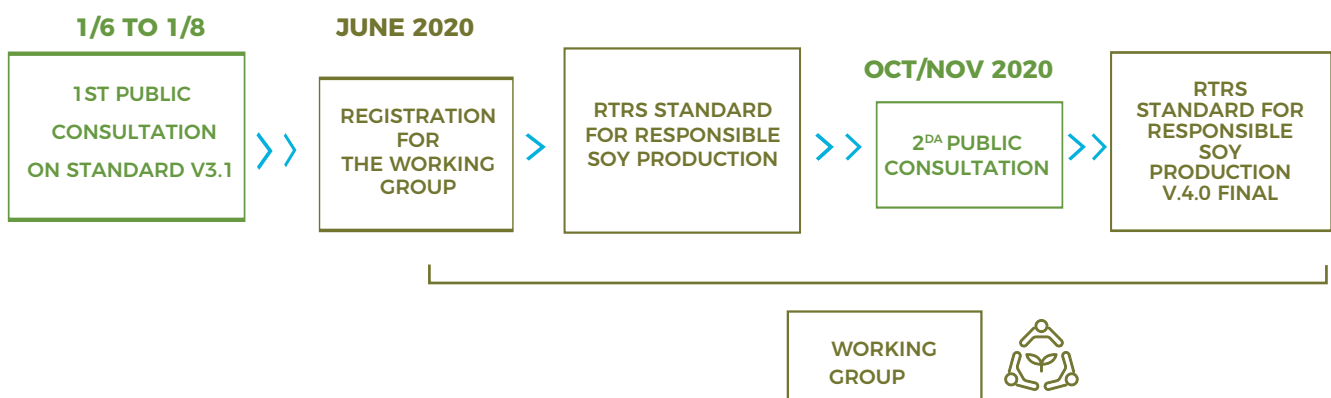 1/6 TO 1/8
1ST PUBLIC
CONSULTATION
ON STANDARD V3.1
JUNE 2020
REGISTRATION
FOR
THE WORKING
GROUP
RTRS STANDARD
FOR RESPONSIBLE
SOY PRODUCTION
OCT/NOV 2020
2DA PUBLIC
CONSULTATION
RTRS
STANDARD FOR
RESPONSIBLE
SOY
PRODUCTION
V.4.0 FINAL
WORKING
GROUP